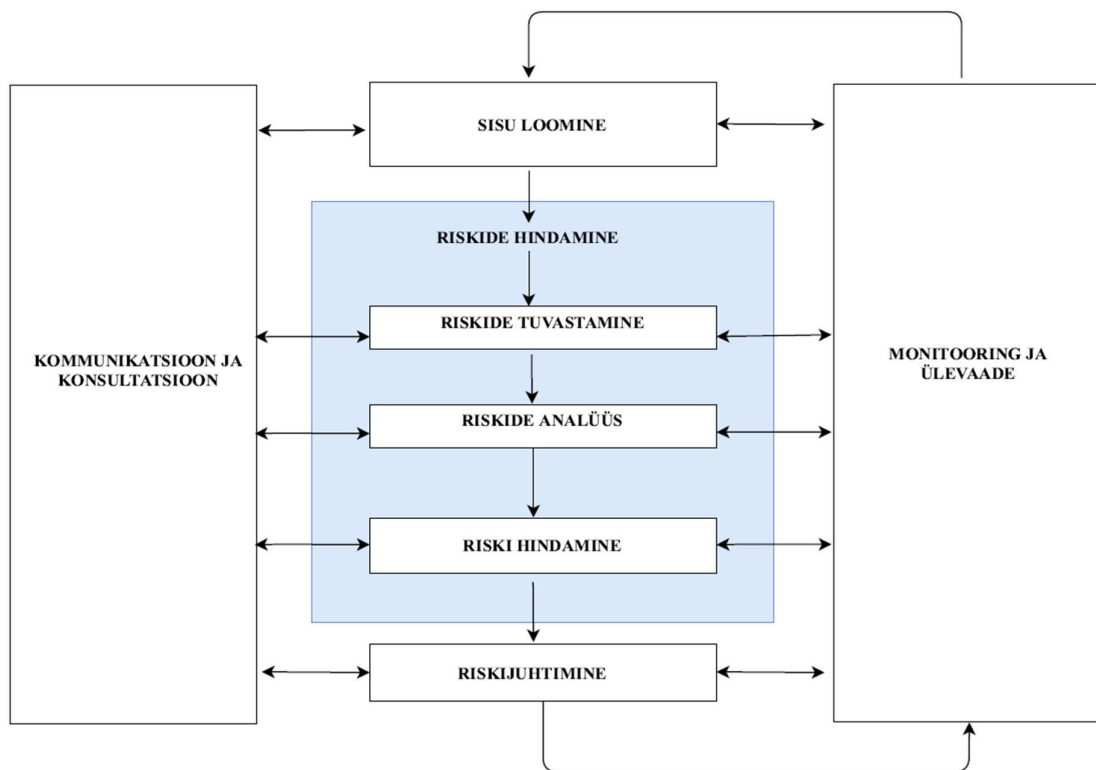 SISU LOOMINE
RISKIDE HINDAMINE
RISKIDE TUVASTAMINE
KOMMUNIKATSIOON JA
KONSULTATSIOON
MONITOORING JA
ÜLEVAADE
RISKIDE ANALÜÜS
RISKI HINDAMINE
RISKIJUHTIMINE